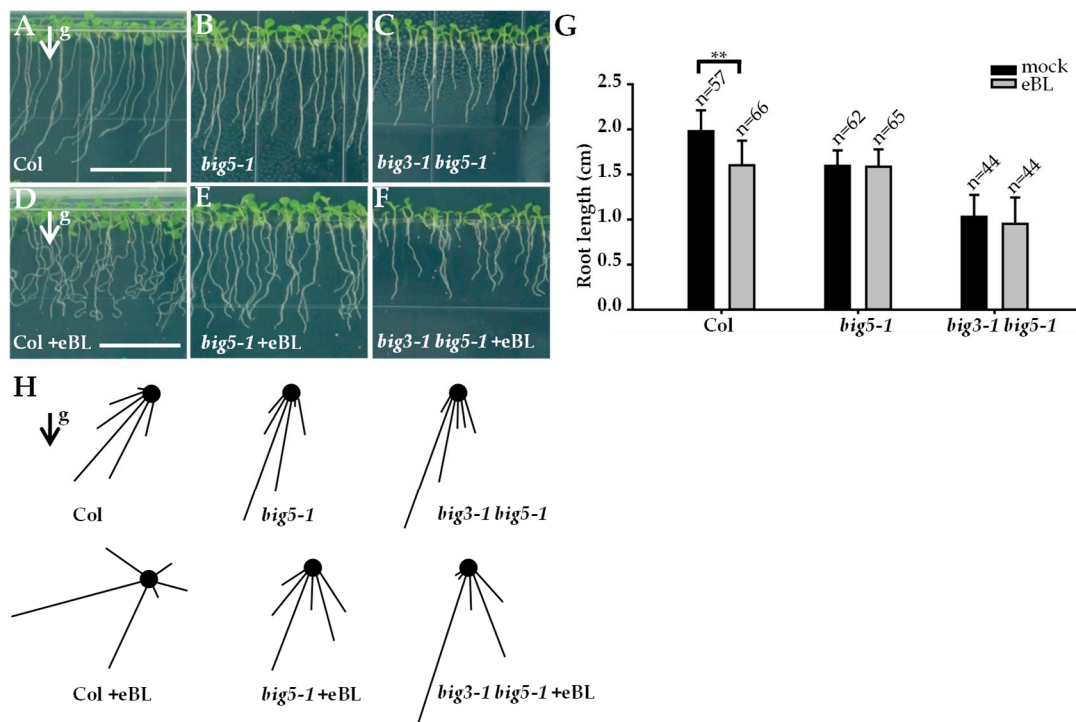 A
g
Col
B
big5-1
C
big3-1 big5-1
D
g
Col +eBL
E
big5-1 +eBL
F
big3-1 big5-1 +eBL
G
**
mock
eBL
n=57
n=66
n=62
n=65
n=44
n=44
Root length (cm)
2.5
2.0
1.5
1.0
0.5
0.0
Col
big5-1
big3-1 big5-1
H
g
Col
big5-1
big3-1 big5-1
Col +eBL
big5-1 +eBL
big3-1 big5-1 +eBL